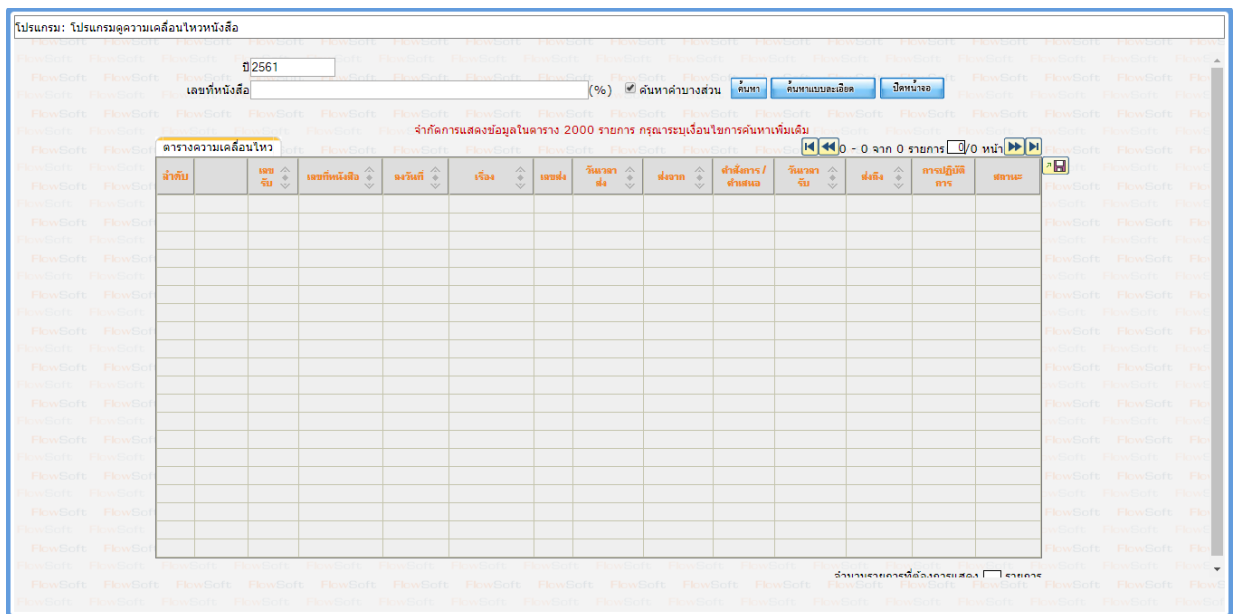 โปรแกรม: โปรแกรมดูความเคลื่อนไหวหนังสือ
ปี 2561
เลขที่หนังสือ (%) ค้นหาคำบางส่วน ค้นหา ค้นหาแบบละเอียด ปิดหน้าจอ
จำกัดการแสดงข้อมูลในตาราง 2000 รายการ กรุณาระบุเงื่อนไขการค้นหาเพิ่มเติม
ตารางความเคลื่อนไหว 0 - 0 จาก 0 รายการ 0/0 หน้า
ลำดับ เลขรับ เลขที่หนังสือ ลงวันที่ เรื่อง เลขส่ง วันเวลาส่ง ส่งจาก คำสั่งการ/คำเสนอ วันเวลารับ ส่งถึง การปฏิบัติการ สถานะ
จำนวนรายการที่ต้องการแสดง รายการ